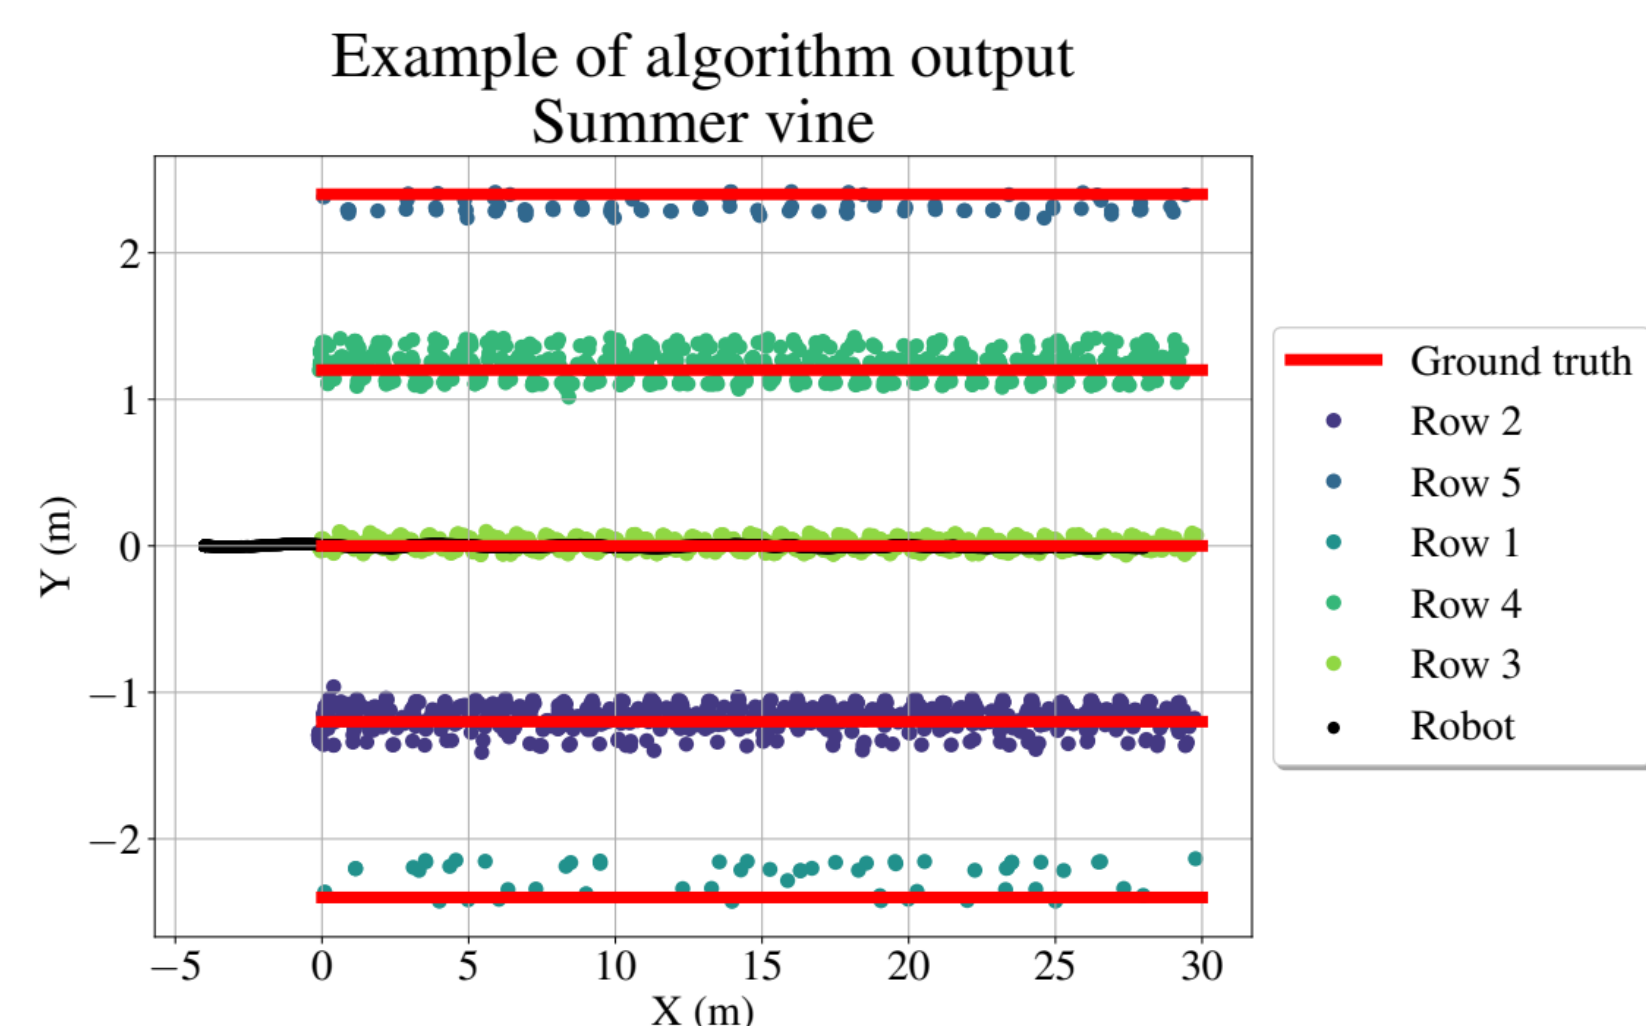 Example of algorithm output
Summer vine
Y (m)
2
1
0
−1
−2
−5 0 5 10 15 20 25 30
X (m)
Ground truth
Row 2
Row 5
Row 1
Row 4
Row 3
Robot